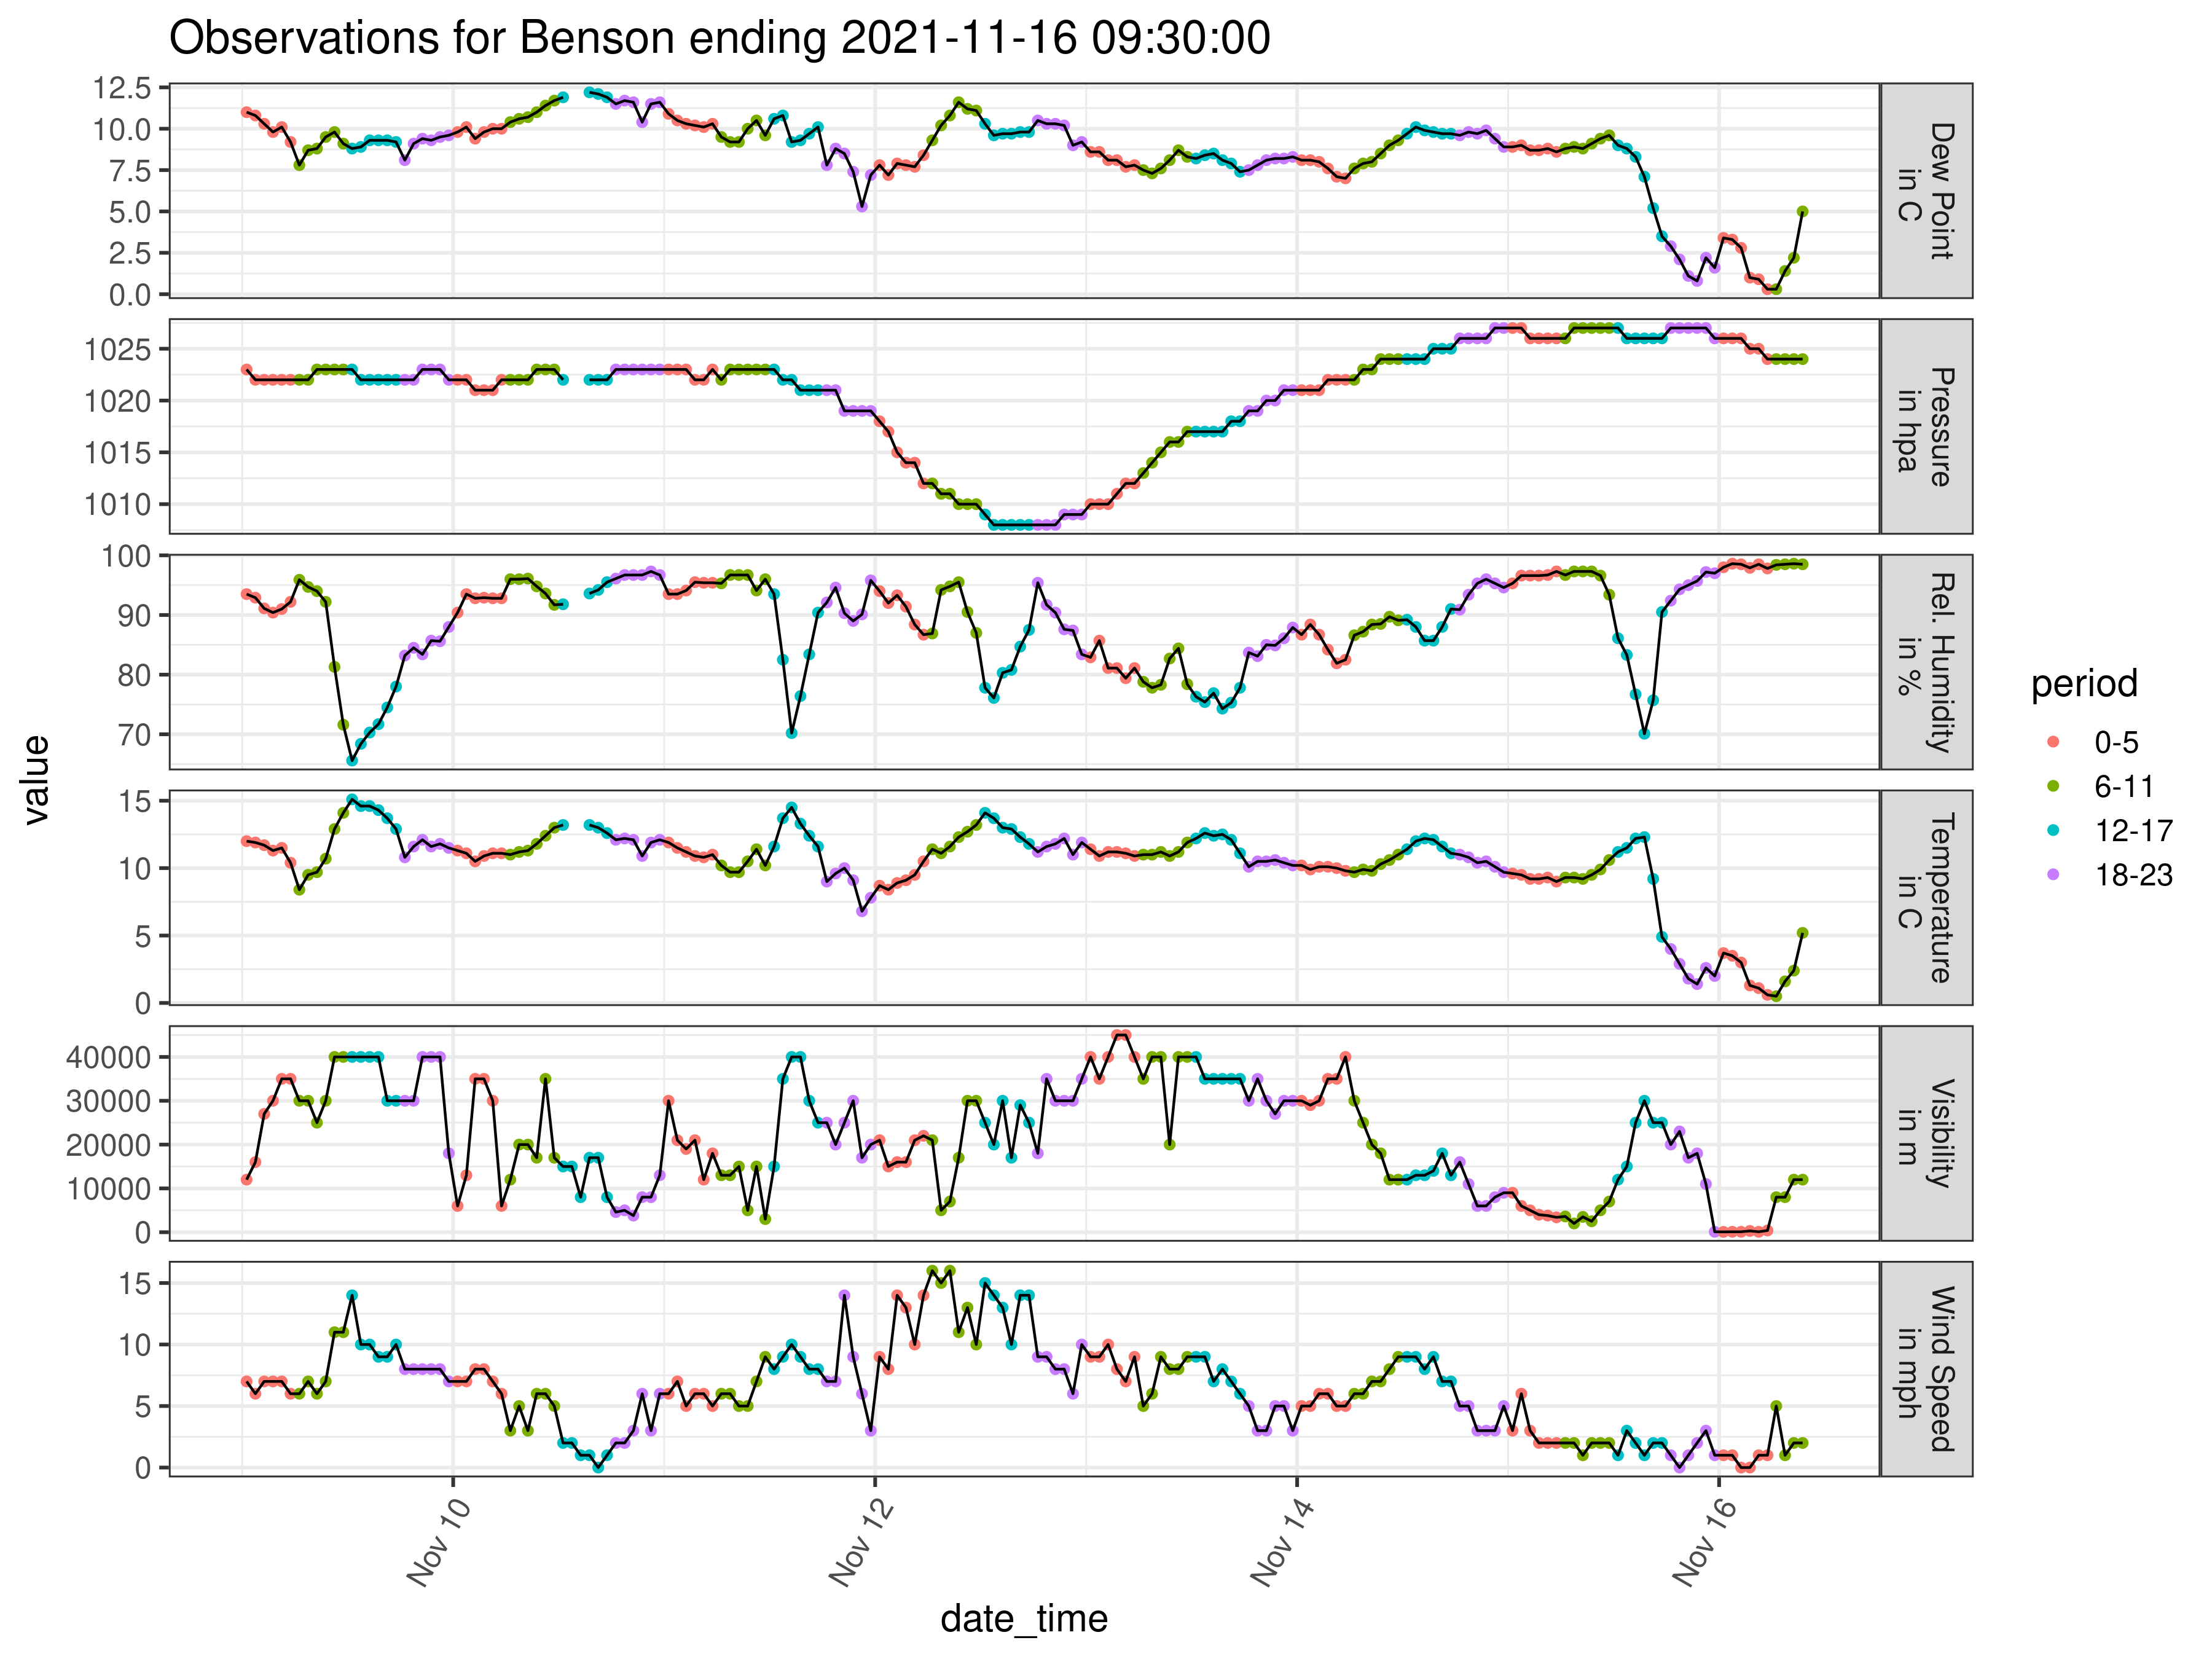 Observations for Benson ending 2021-11-16 09:30:00
12.5
10.0
7.5
5.0
2.5
0.0
Dew Point
in C
1025
1020
1015
1010
Pressure
in hpa
100
90
80
70
Rel. Humidity
in %
15
10
5
0
Temperature
in C
40000
30000
20000
10000
0
Visibility
in m
15
10
5
0
Wind Speed
in mph
value
Nov 10
Nov 12
Nov 14
Nov 16
date_time
period
0-5
6-11
12-17
18-23